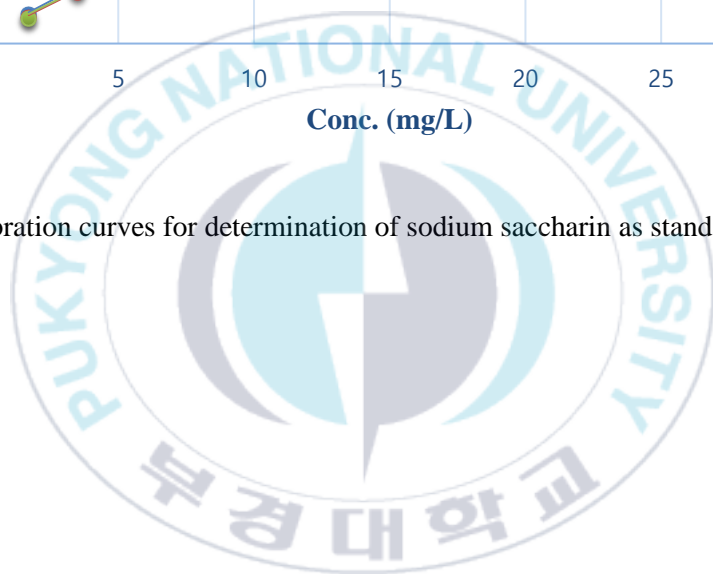 5 10 15 20 25
Conc. (mg/L)
bration curves for determination of sodium saccharin as stand
PUKYONG NATIONAL UNIVERSITY
부경대학교